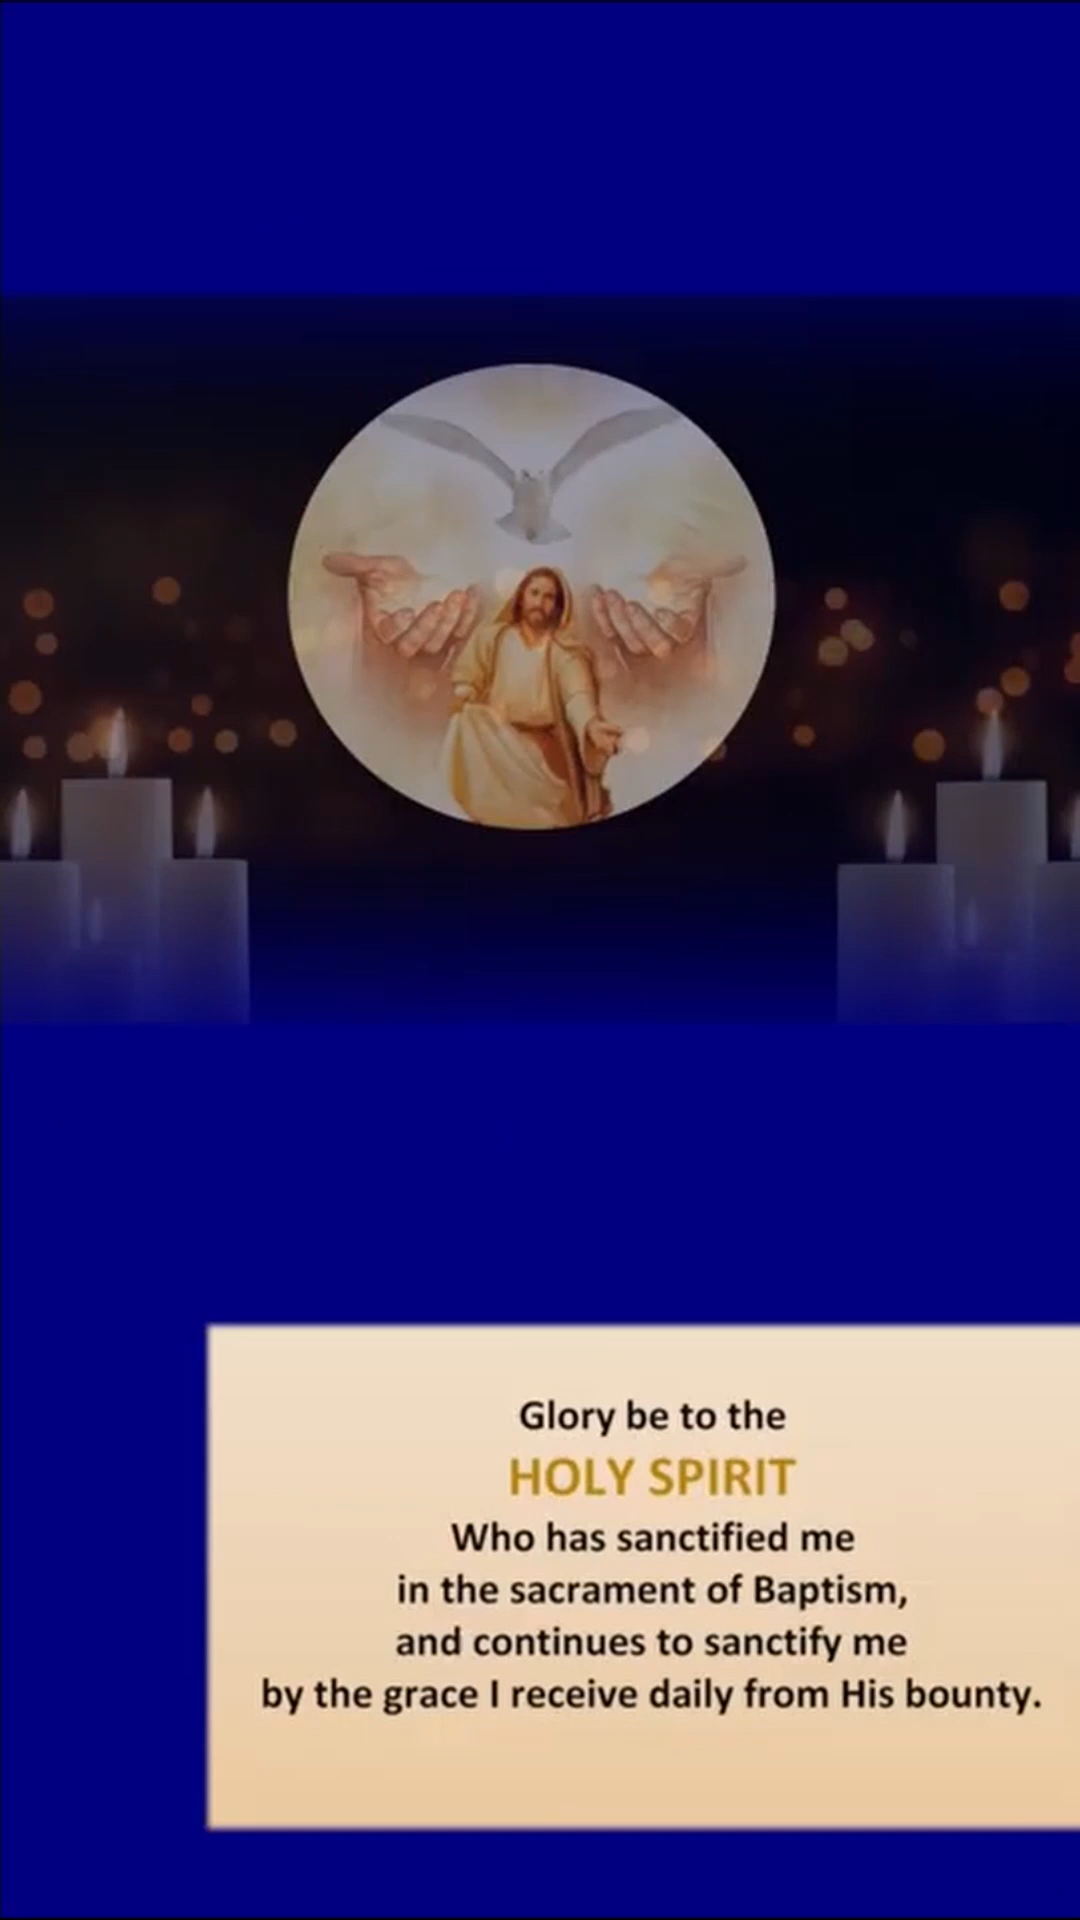 Glory be to the
HOLY SPIRIT
Who has sanctified me
in the sacrament of Baptism,
and continues to sanctify me
by the grace I receive daily from His bounty.